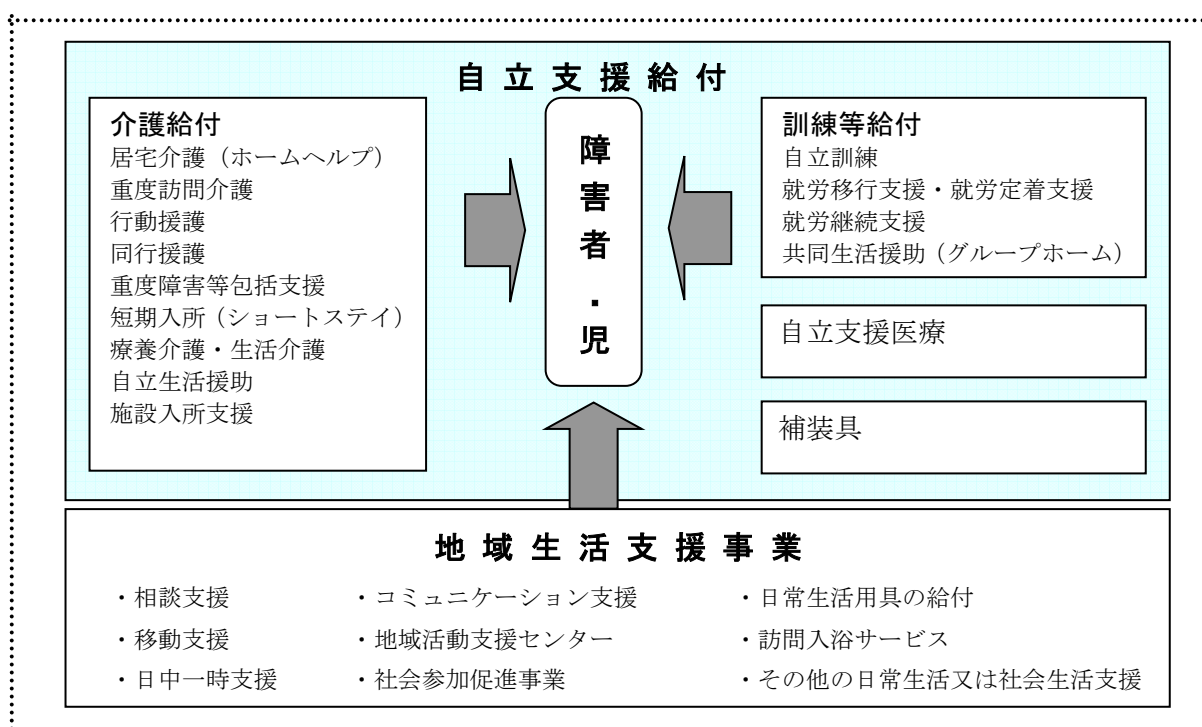 自立支援給付
介護給付
居宅介護（ホームヘルプ）
重度訪問介護
行動援護
同行援護
重度障害等包括支援
短期入所（ショートステイ）
療養介護・生活介護
自立生活援助
施設入所支援
障害者・児
訓練等給付
自立訓練
就労移行支援・就労定着支援
就労継続支援
共同生活援助（グループホーム）
自立支援医療
補装具
地域生活支援事業
・相談支援 ・コミュニケーション支援 ・日常生活用具の給付
・移動支援 ・地域活動支援センター ・訪問入浴サービス
・日中一時支援 ・社会参加促進事業 ・その他の日常生活又は社会生活支援